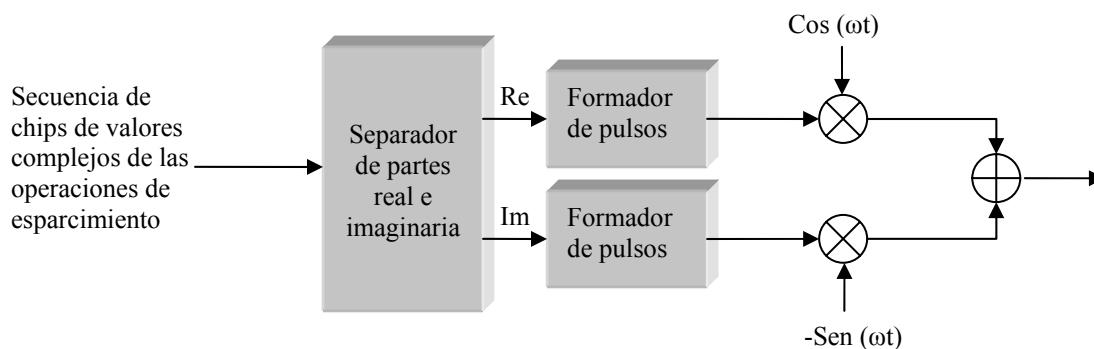 Cos (ωt)
Secuencia de
chips de valores
complejos de las
operaciones de
esparcimiento
Separador
de partes
real e
imaginaria
Re
Formador
de pulsos
Im
Formador
de pulsos
-Sen (ωt)